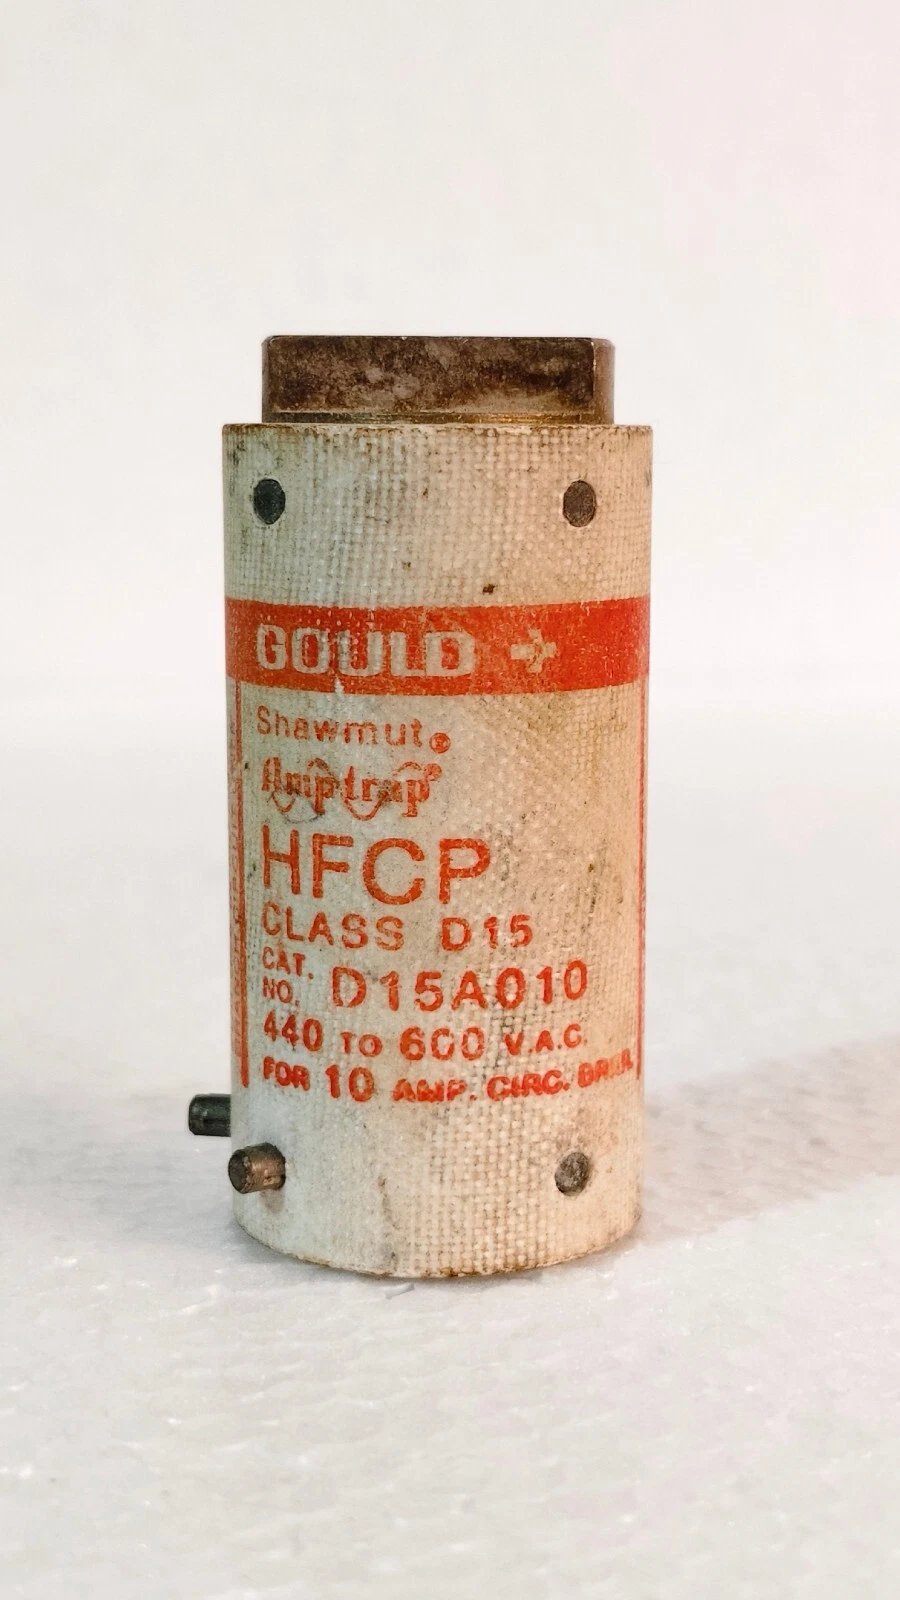 GOULD
Shawmut®
Amp-trap®
HFCP
CLASS D15
CAT. NO. D15A010
440 TO 600 V.A.C.
FOR 10 AMP. CIRC. BRKR.